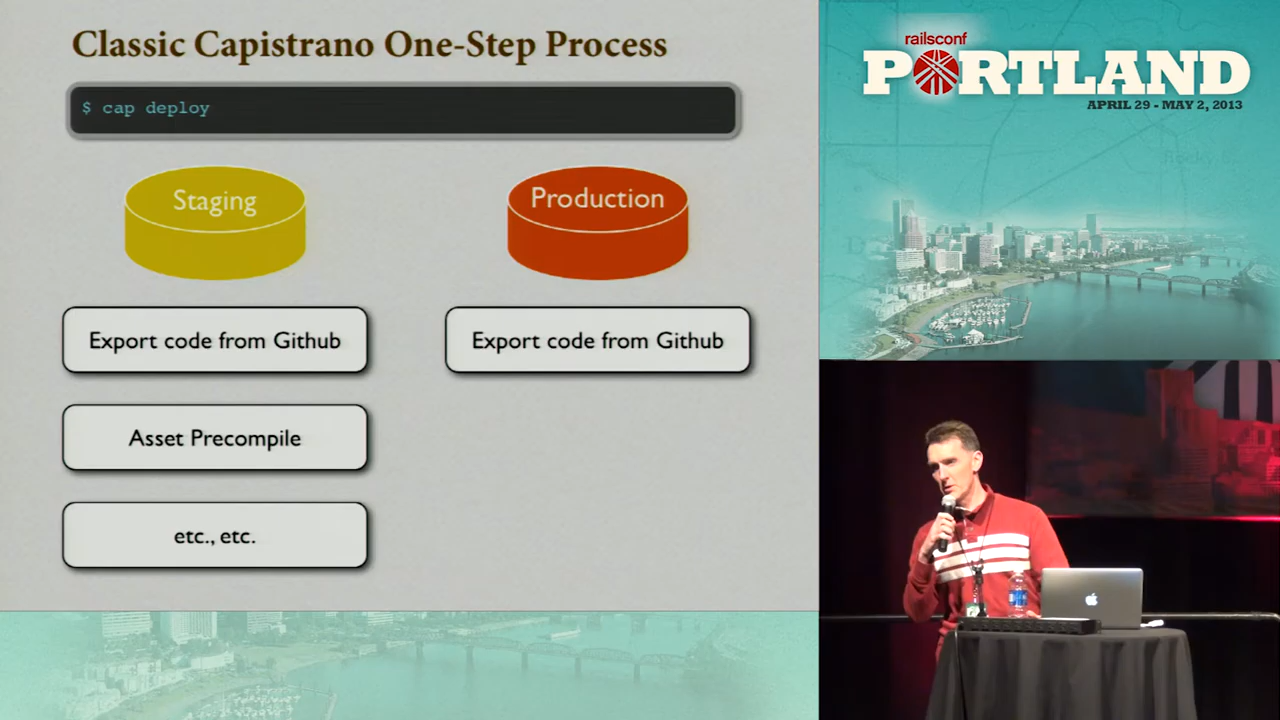 Classic Capistrano One-Step Process
$ cap deploy
Staging
Production
Export code from Github
Export code from Github
Asset Precompile
etc., etc.
railsconf
PORTLAND
APRIL 29 - MAY 2, 2013